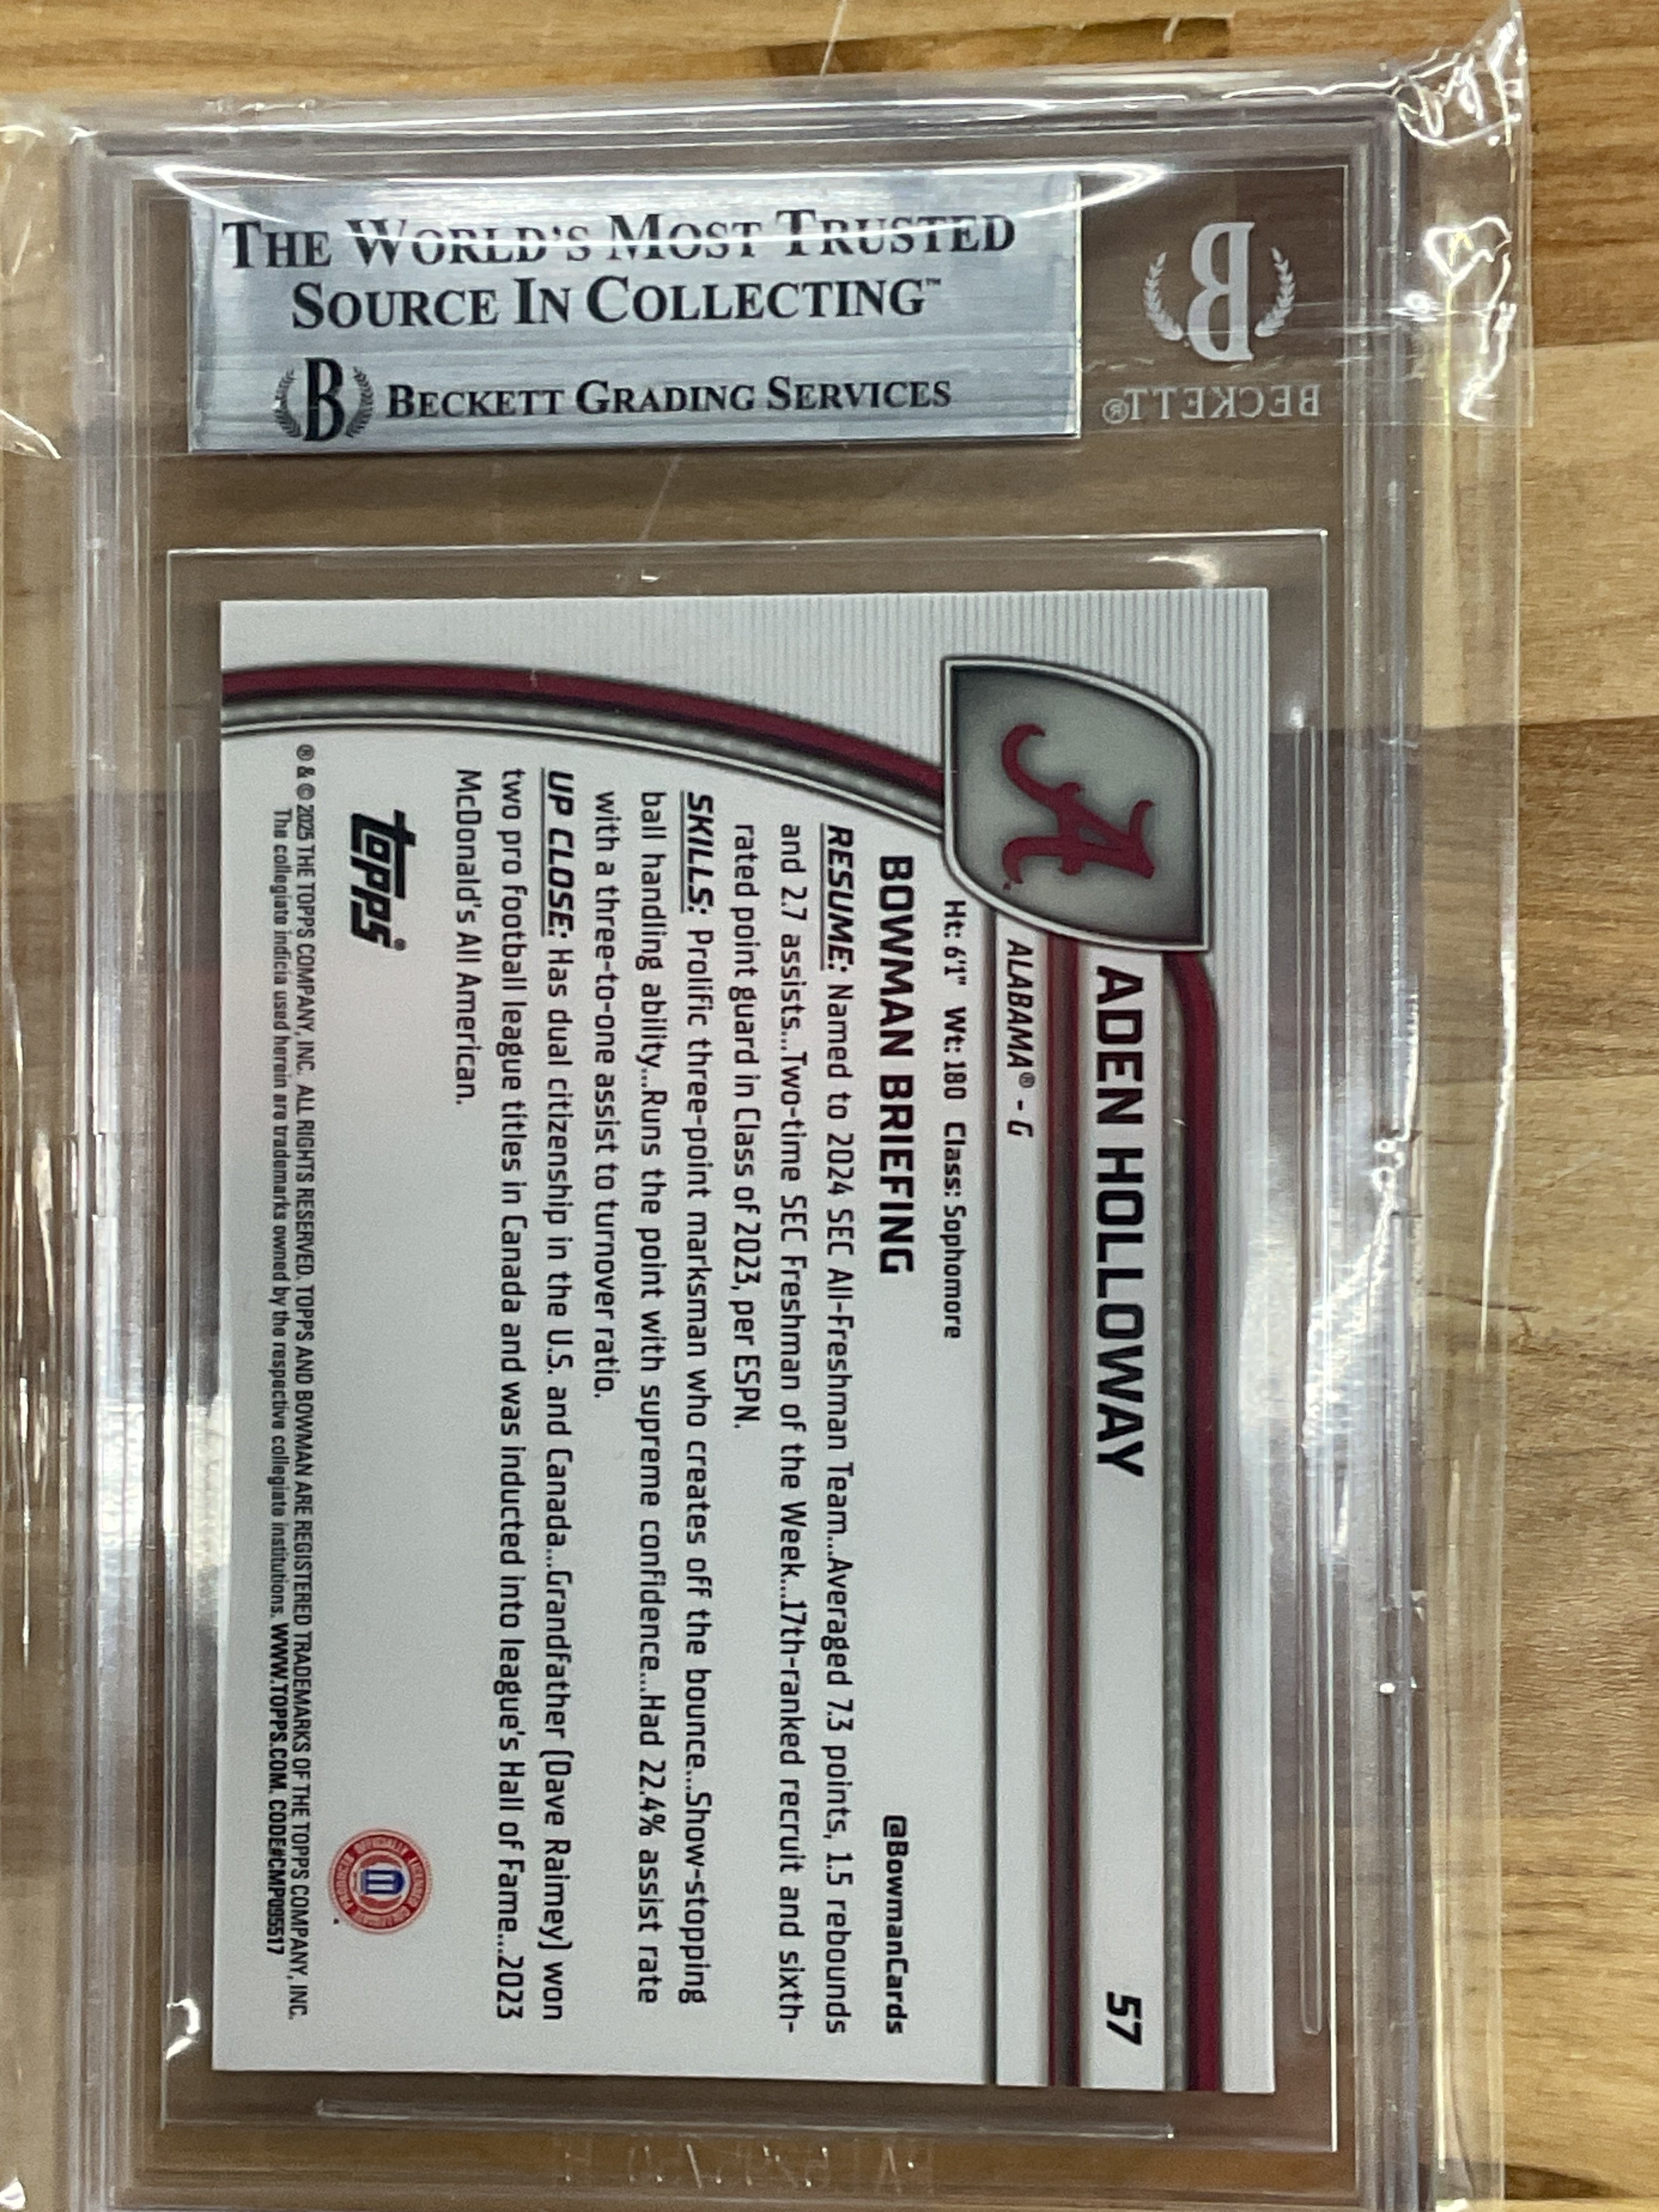 THE WORLD'S MOST TRUSTED
SOURCE IN COLLECTING™
B BECKETT GRADING SERVICES
B
BECKETT®
A
ADEN HOLLOWAY 57
ALABAMA® - G
Ht: 6'1" Wt: 180 Class: Sophomore
BOWMAN BRIEFING @BowmanCards
RESUME: Named to 2024 SEC All-Freshman Team...Averaged 7.3 points, 1.5 rebounds
and 2.7 assists...Two-time SEC Freshman of the Week...17th-ranked recruit and sixth-
rated point guard in Class of 2023, per ESPN.
SKILLS: Prolific three-point marksman who creates off the bounce...Show-stopping
ball handling ability...Runs the point with supreme confidence...Had 22.4% assist rate
with a three-to-one assist to turnover ratio.
UP CLOSE: Has dual citizenship in the U.S. and Canada...Grandfather (Dave Raimey) won
two pro football league titles in Canada and was inducted into league's Hall of Fame...2023
McDonald's All American.
topps®
OFFICIALLY LICENSED COLLEGIATE PRODUCTS
® & © 2025 THE TOPPS COMPANY, INC. ALL RIGHTS RESERVED. TOPPS AND BOWMAN ARE REGISTERED TRADEMARKS OF THE TOPPS COMPANY, INC.
The collegiate indicia used herein are trademarks owned by the respective collegiate institutions. WWW.TOPPS.COM. CODE#CMP095517